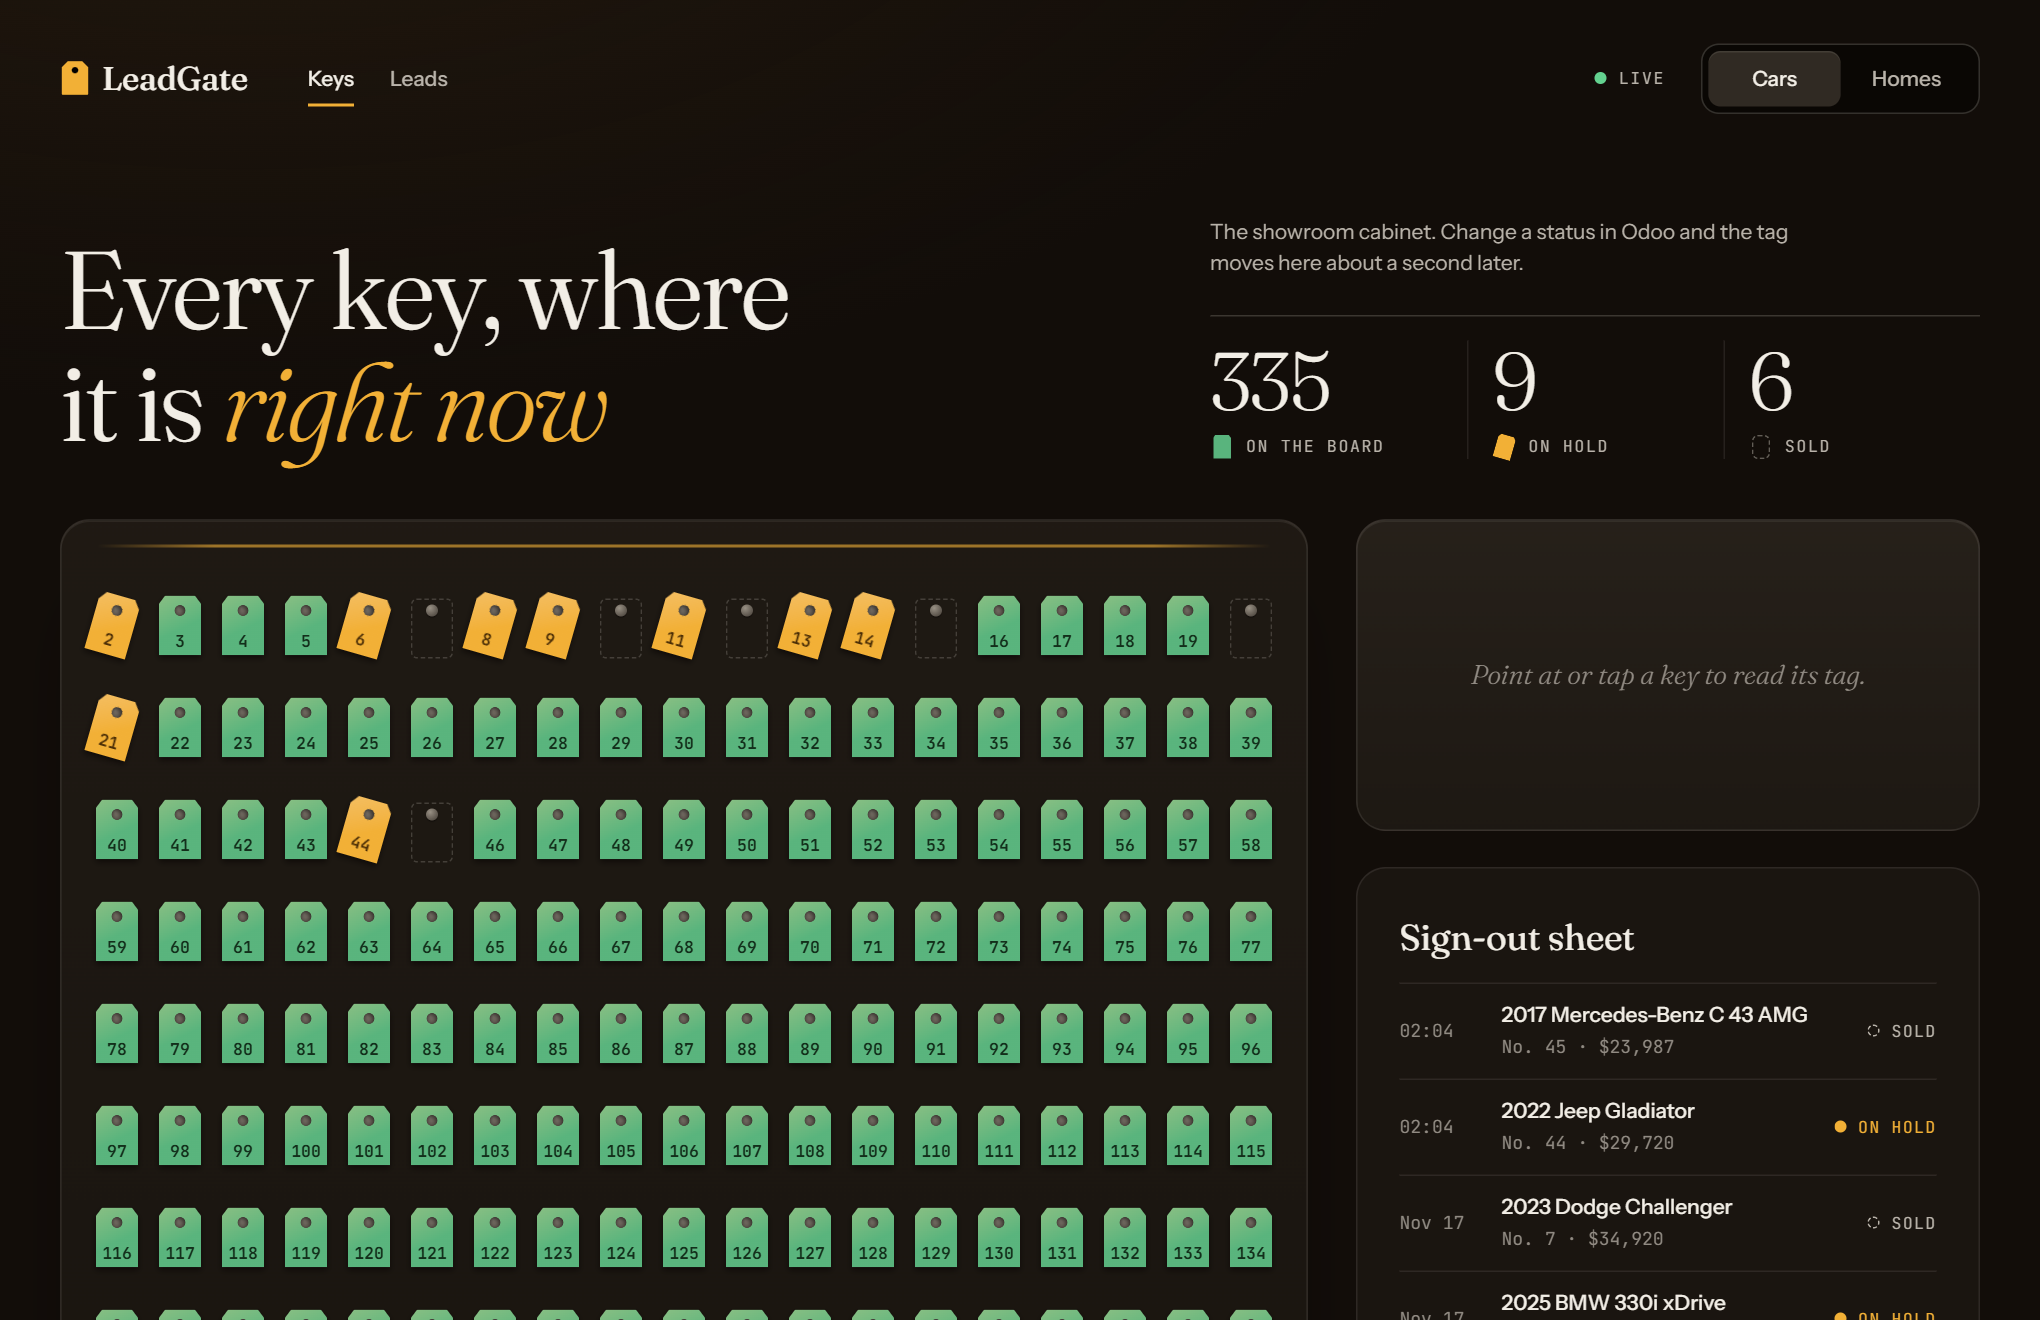 LeadGate
Keys
Leads
LIVE
Cars
Homes
Every key, where
it is right now
The showroom cabinet. Change a status in Odoo and the tag
moves here about a second later.
335
ON THE BOARD
9
ON HOLD
6
SOLD
2 3 4 5 6 8 9 11 13 14 16 17 18 19
21 22 23 24 25 26 27 28 29 30 31 32 33 34 35 36 37 38 39
40 41 42 43 44 46 47 48 49 50 51 52 53 54 55 56 57 58
59 60 61 62 63 64 65 66 67 68 69 70 71 72 73 74 75 76 77
78 79 80 81 82 83 84 85 86 87 88 89 90 91 92 93 94 95 96
97 98 99 100 101 102 103 104 105 106 107 108 109 110 111 112 113 114 115
116 117 118 119 120 121 122 123 124 125 126 127 128 129 130 131 132 133 134
Point at or tap a key to read its tag.
Sign-out sheet
02:04
2017 Mercedes-Benz C 43 AMG
No. 45 · $23,987
SOLD
02:04
2022 Jeep Gladiator
No. 44 · $29,720
ON HOLD
Nov 17
2023 Dodge Challenger
No. 7 · $34,920
SOLD
Nov 17
2025 BMW 330i xDrive
ON HOLD